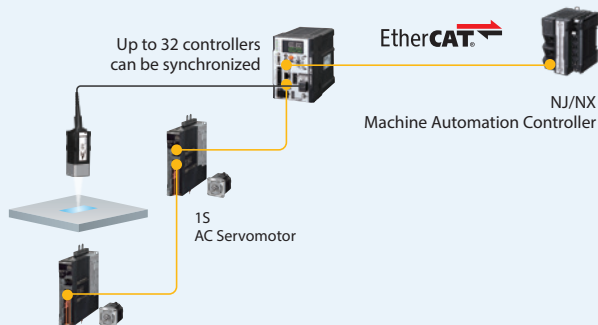 Up to 32 controllers
can be synchronized
EtherCAT®
NJ/NX
Machine Automation Controller
1S
AC Servomotor